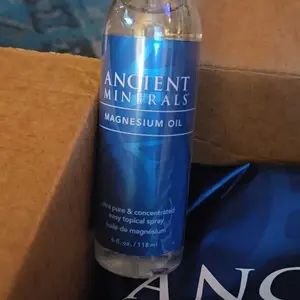 ANCIENT
MINERALS
MAGNESIUM OIL
ultra pure & concentrated
easy topical spray
huile de magnésium
4 fl. oz. / 118 ml
ANC